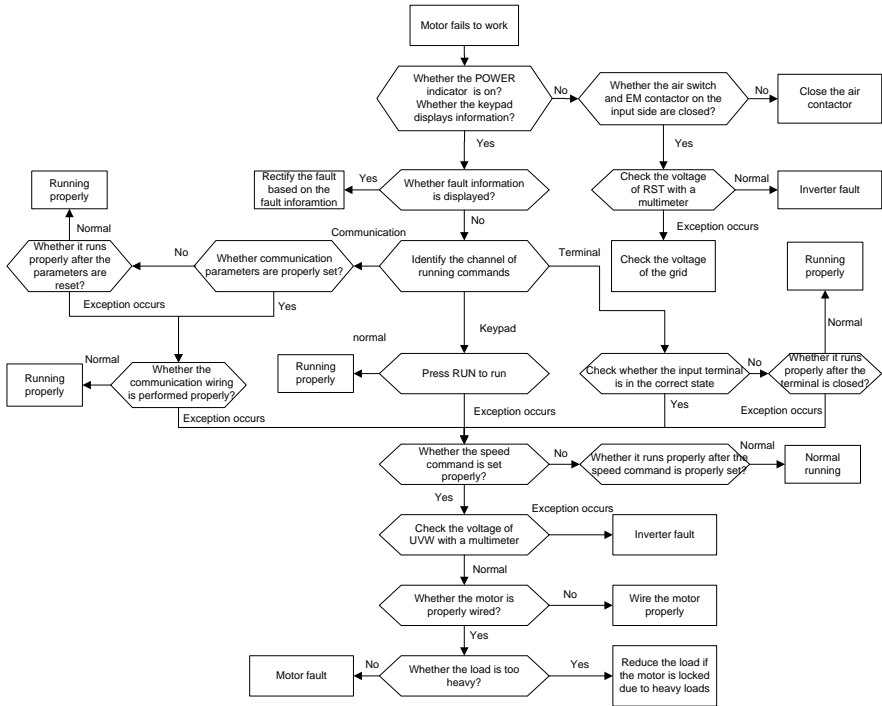 Motor fails to work
Whether the POWER
indicator is on?
Whether the keypad
displays information?
No
Whether the air switch
and EM contactor on the
input side are closed?
No
Close the air
contactor
Yes
Yes
Rectify the fault
based on the
fault inforamtion
Yes
Whether fault information
is displayed?
Check the voltage
of RST with a
multimeter
Normal
Inverter fault
Running
properly
Normal
No
Exception occurs
Communication
Whether it runs
properly after the
parameters are
reset?
No
Whether communication
parameters are properly set?
Identify the channel of
running commands
Terminal
Check the voltage
of the grid
Running
properly
Exception occurs
Yes
Keypad
Normal
normal
Whether the
communication wiring
is performed properly?
Normal
Running
properly
Running
properly
Press RUN to run
Check whether the input terminal
is in the correct state
No
Whether it runs
properly after the
terminal is closed?
Exception occurs
Exception occurs
Yes
Exception occurs
Whether the speed
command is set
properly?
No
Whether it runs properly after the
speed command is properly set?
Normal
Normal
running
Yes
Exception occurs
Check the voltage of
UVW with a multimeter
Inverter fault
Normal
Whether the motor is
properly wired?
No
Wire the motor
properly
Yes
Motor fault
No
Whether the load is too
heavy?
Yes
Reduce the load if
the motor is locked
due to heavy loads